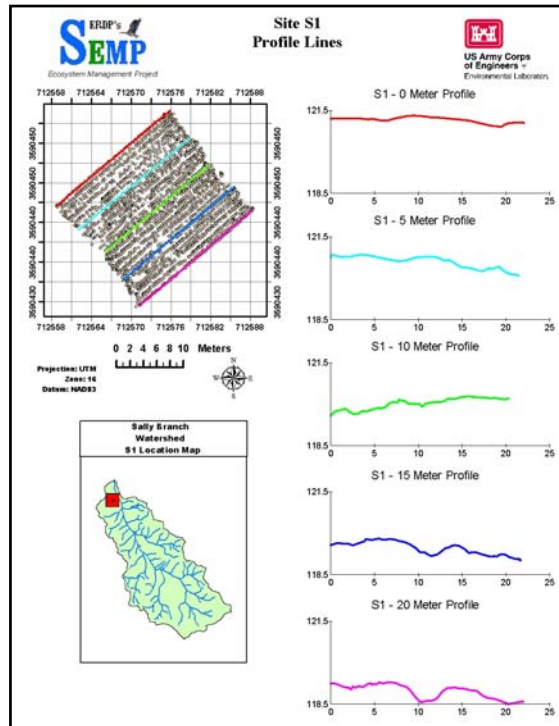 ERDP's
SEMP
Ecosystem Management Project
Site S1
Profile Lines
US Army Corps
of Engineers
Environmental Laboratory
712558 712564 712570 712576 712582 712588
3590450
3590450
3590440
3590440
3590430
3590450
3590450
3590440
3590440
3590430
712558 712564 712570 712576 712582 712588
0 2 4 6 8 10 Meters
Projection: UTM
Zone: 16
Datum: NAD83
N
W E
S
Sally Branch
Watershed
S1 Location Map
S1 - 0 Meter Profile
121.5
118.5
0 5 10 15 20 25
S1 - 5 Meter Profile
121.5
118.5
0 5 10 15 20 25
S1 - 10 Meter Profile
121.5
118.5
0 5 10 15 20 25
S1 - 15 Meter Profile
121.5
118.5
0 5 10 15 20 25
S1 - 20 Meter Profile
121.5
118.5
0 5 10 15 20 25